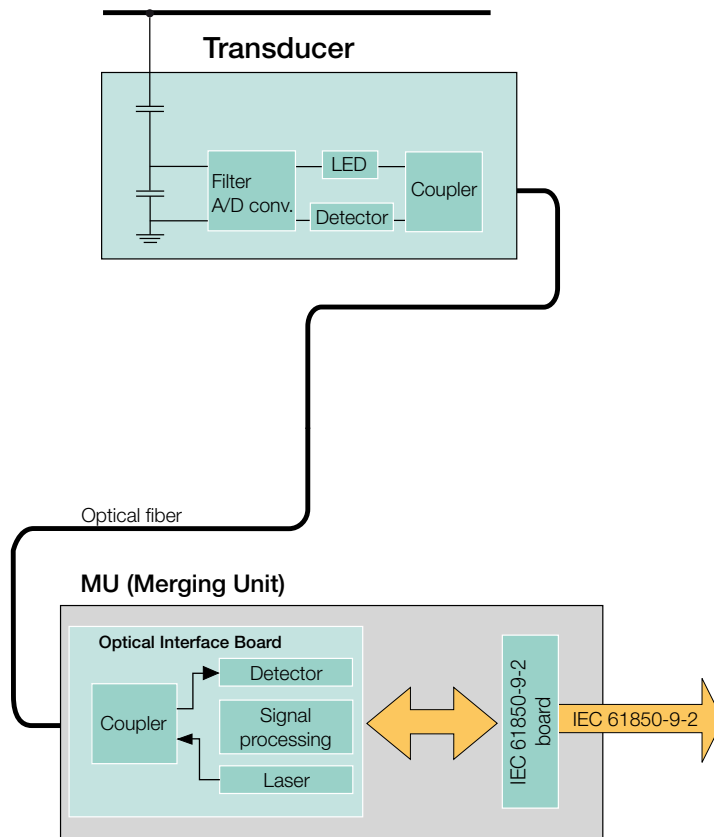 Transducer
LED
Filter
A/D conv.
Coupler
Detector
Optical fiber
MU (Merging Unit)
Optical Interface Board
Detector
Coupler
Signal
processing
Laser
IEC 61850-9-2
board
IEC 61850-9-2